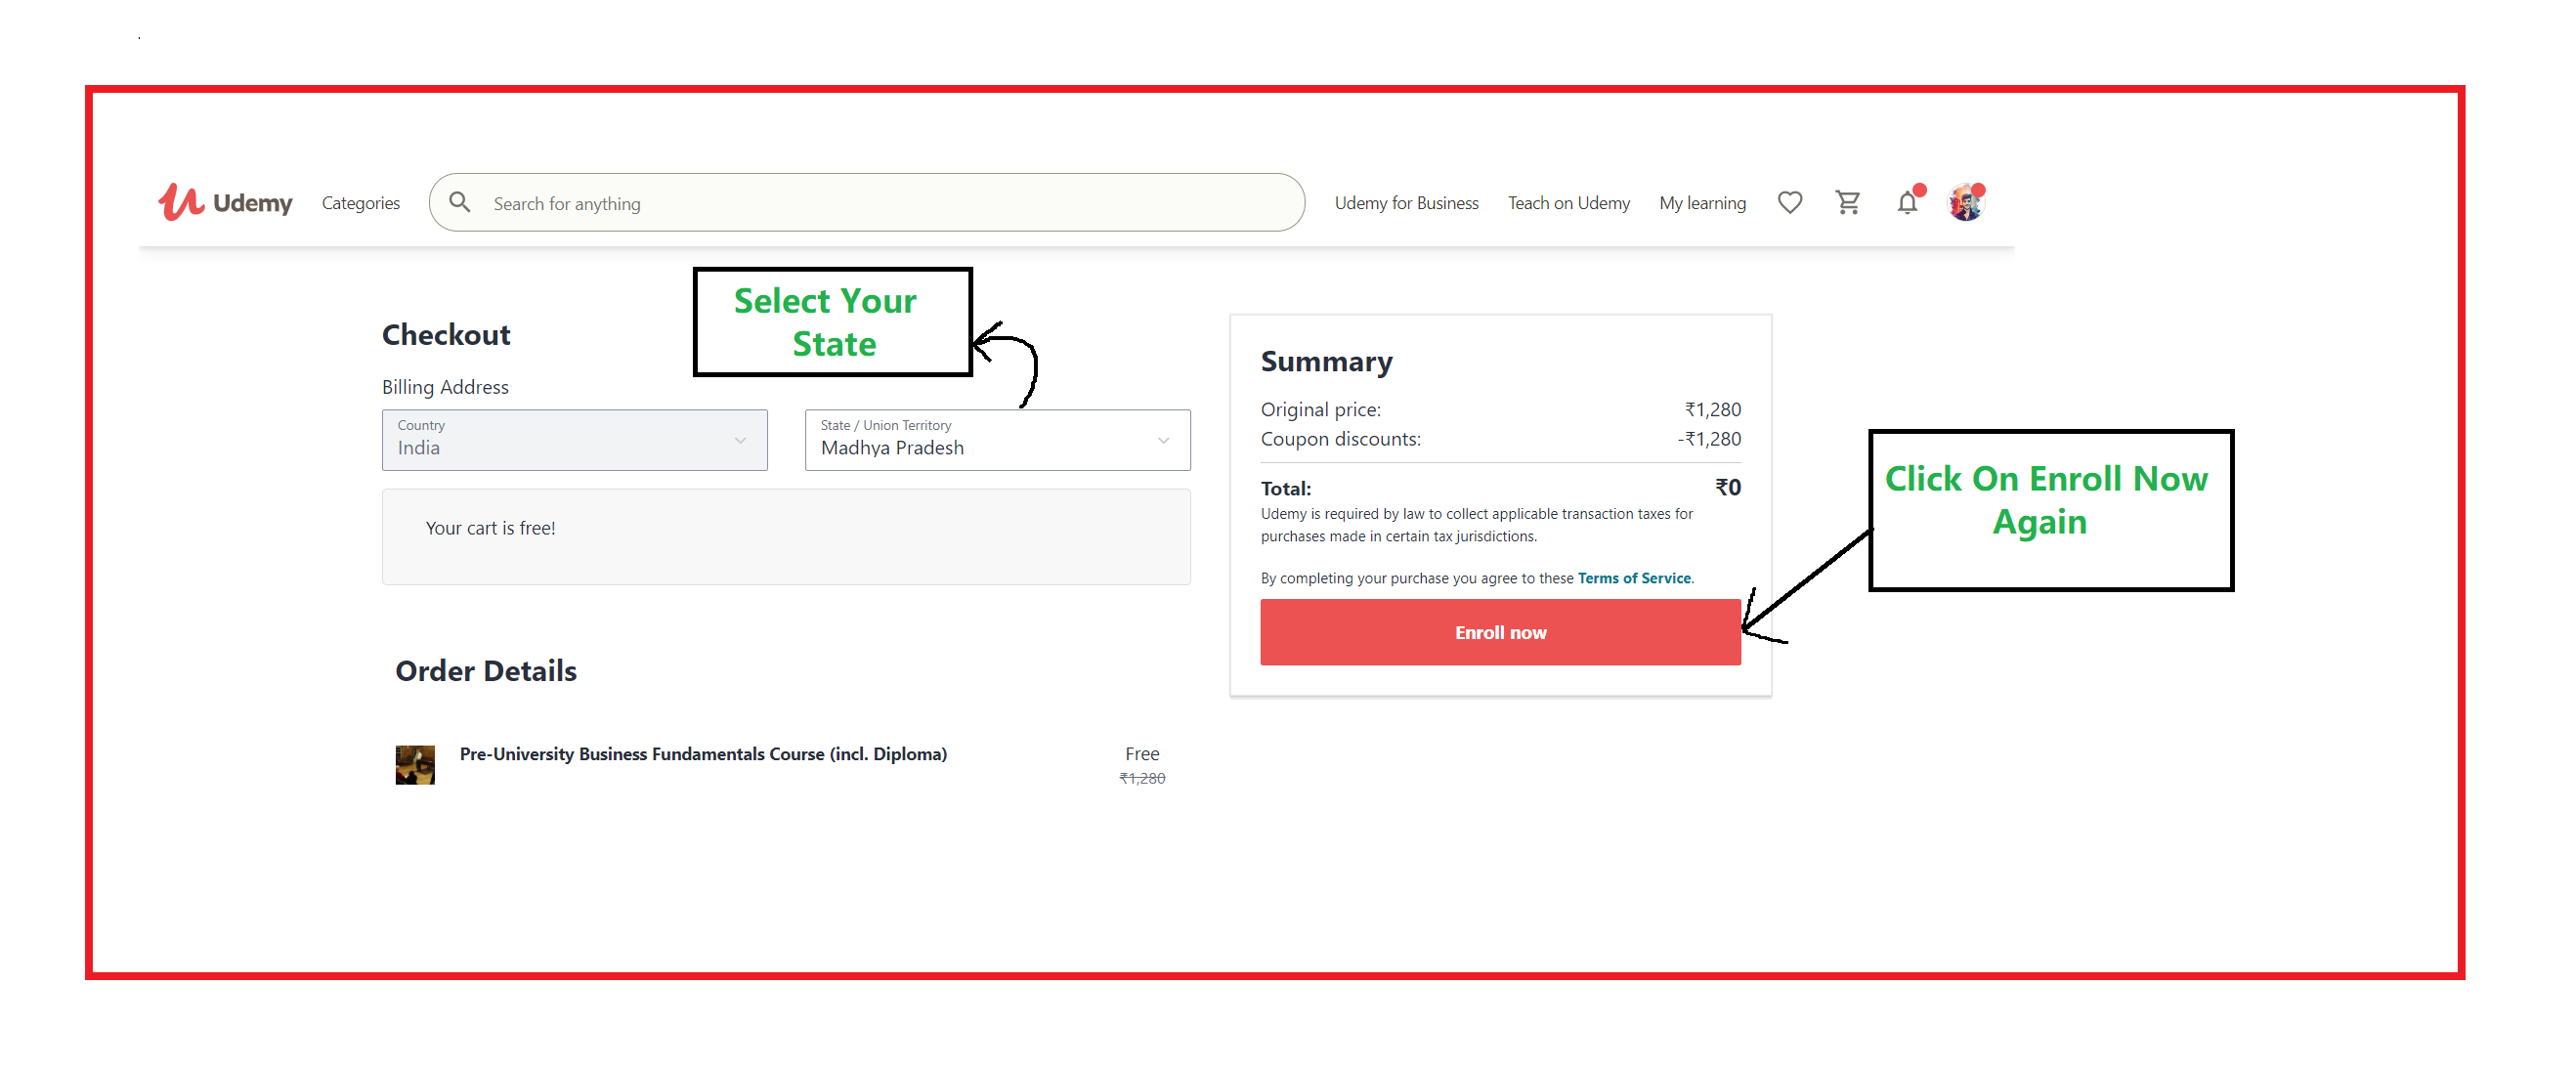 Udemy
Categories
Search for anything
Udemy for Business
Teach on Udemy
My learning
Select Your
State
Checkout
Billing Address
Country
India
State / Union Territory
Madhya Pradesh
Your cart is free!
Order Details
Pre-University Business Fundamentals Course (incl. Diploma)
Free
₹1,280
Summary
Original price: ₹1,280
Coupon discounts: -₹1,280
Total: ₹0
Udemy is required by law to collect applicable transaction taxes for
purchases made in certain tax jurisdictions.
By completing your purchase you agree to these Terms of Service.
Enroll now
Click On Enroll Now
Again